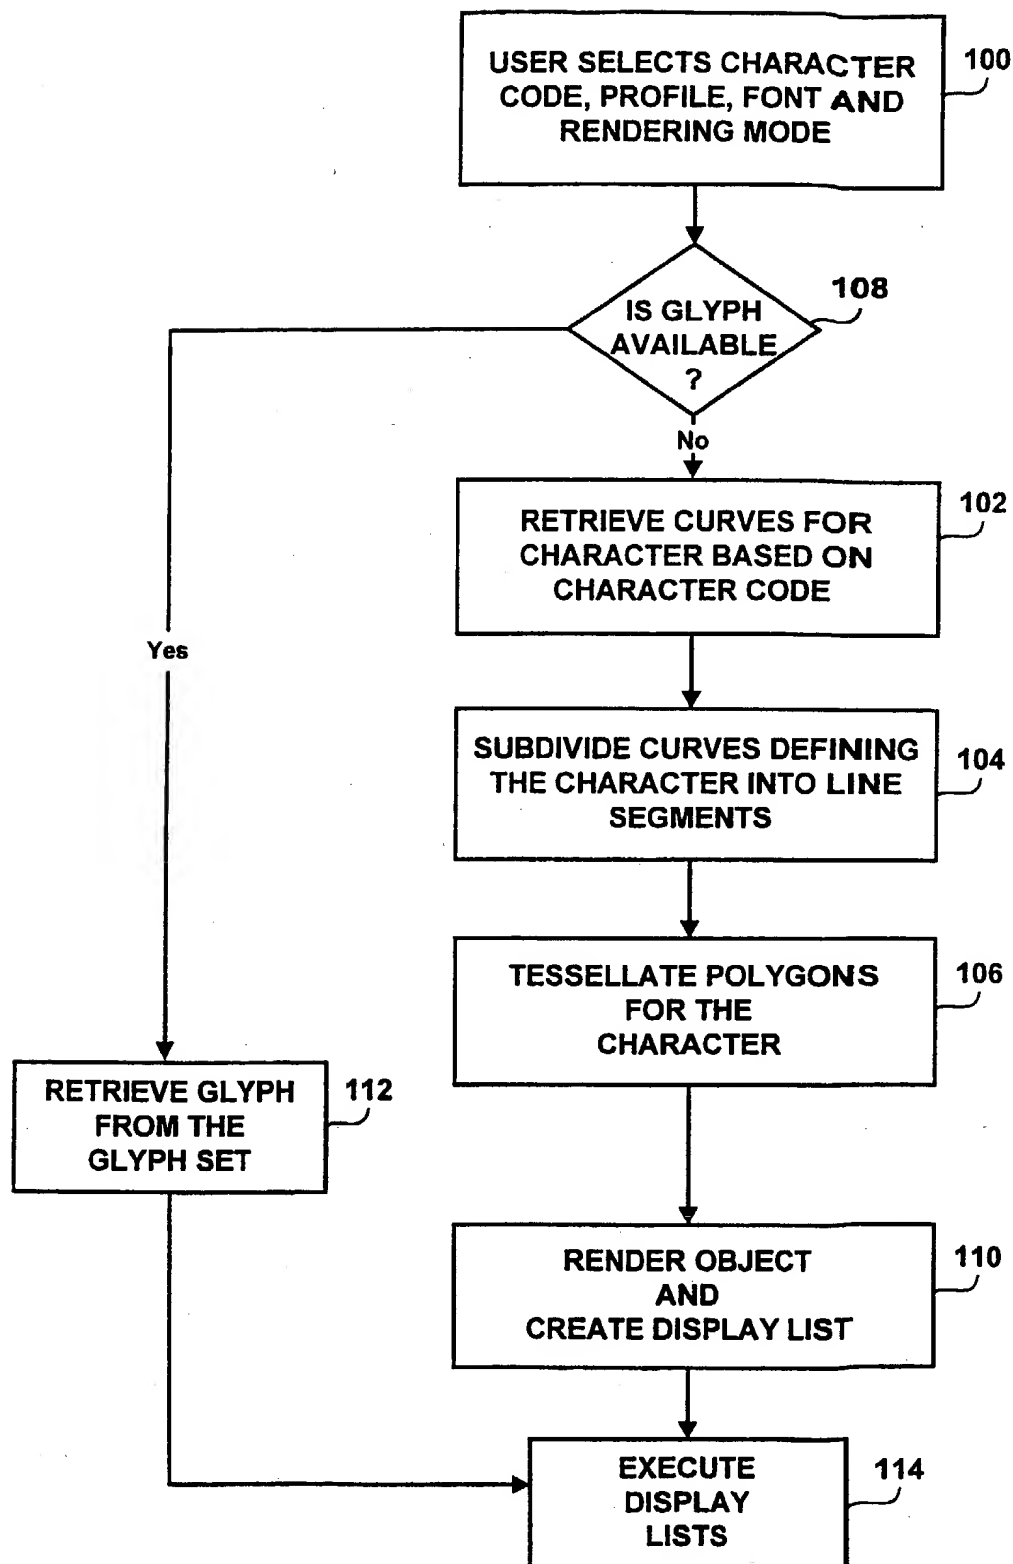 USER SELECTS CHARACTER
CODE, PROFILE, FONT AND
RENDERING MODE
100
IS GLYPH
AVAILABLE
?
108
No
RETRIEVE CURVES FOR
CHARACTER BASED ON
CHARACTER CODE
102
Yes
SUBDIVIDE CURVES DEFINING
THE CHARACTER INTO LINE
SEGMENTS
104
TESSELLATE POLYGONS
FOR THE
CHARACTER
106
RETRIEVE GLYPH
FROM THE
GLYPH SET
112
RENDER OBJECT
AND
CREATE DISPLAY LIST
110
EXECUTE
DISPLAY
LISTS
114